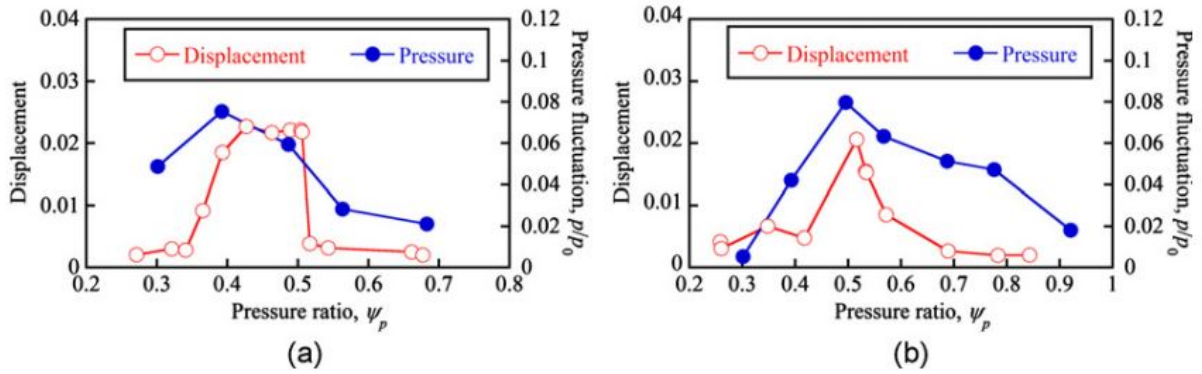 0.04
0.03
0.02
0.01
0
Displacement
Displacement
Pressure
0.12
0.1
0.08
0.06
0.04
0.02
0
Pressure fluctuation, p/p0
0.2 0.3 0.4 0.5 0.6 0.7 0.8
Pressure ratio, ψp
(a)
0.04
0.03
0.02
0.01
0
Displacement
Displacement
Pressure
0.12
0.1
0.08
0.06
0.04
0.02
0
Pressure fluctuation, p/p0
0.2 0.3 0.4 0.5 0.6 0.7 0.8 0.9 1
Pressure ratio, ψp
(b)